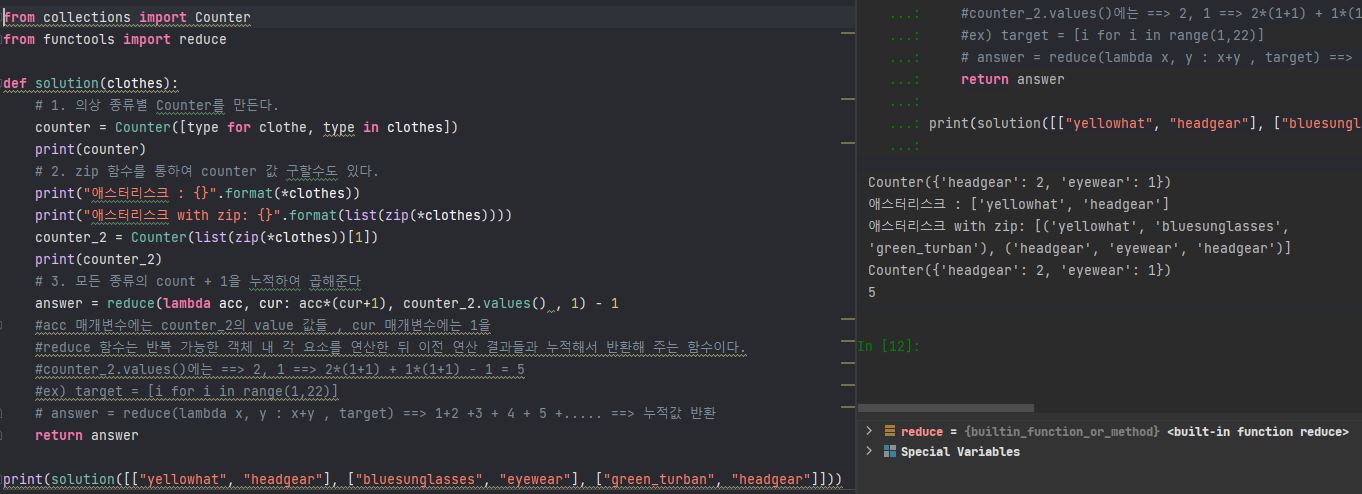 from collections import Counter
from functools import reduce
def solution(clothes):
# 1. 의상 종류별 Counter를 만든다.
counter = Counter([type for clothe, type in clothes])
print(counter)
# 2. zip 함수를 통하여 counter 값 구할수도 있다.
print("애스터리스크 : {}".format(*clothes))
print("애스터리스크 with zip: {}".format(list(zip(*clothes))))
counter_2 = Counter(list(zip(*clothes))[1])
print(counter_2)
# 3. 모든 종류의 count + 1을 누적하여 곱해준다
answer = reduce(lambda acc, cur: acc*(cur+1), counter_2.values() , 1) - 1
#acc 매개변수에는 counter_2의 value 값들 , cur 매개변수에는 1을
#reduce 함수는 반복 가능한 객체 내 각 요소를 연산한 뒤 이전 연산 결과들과 누적해서 반환해 주는 함수이다.
#counter_2.values()에는 ==> 2, 1 ==> 2*(1+1) + 1*(1+1) - 1 = 5
#ex) target = [i for i in range(1,22)]
# answer = reduce(lambda x, y : x+y , target) ==> 1+2 +3 + 4 + 5 +..... ==> 누적값 반환
return answer
print(solution([["yellowhat", "headgear"], ["bluesunglasses", "eyewear"], ["green_turban", "headgear"]]))
...: #counter_2.values()에는 ==> 2, 1 ==> 2*(1+1) + 1*(1
...: #ex) target = [i for i in range(1,22)]
...: # answer = reduce(lambda x, y : x+y , target) ==>
...: return answer
...:
...: print(solution([["yellowhat", "headgear"], ["bluesungl
...:
Counter({'headgear': 2, 'eyewear': 1})
애스터리스크 : ['yellowhat', 'headgear']
애스터리스크 with zip: [('yellowhat', 'bluesunglasses',
'green_turban'), ('headgear', 'eyewear', 'headgear')]
Counter({'headgear': 2, 'eyewear': 1})
5
In [12]:
reduce = {builtin_function_or_method} <built-in function reduce>
Special Variables